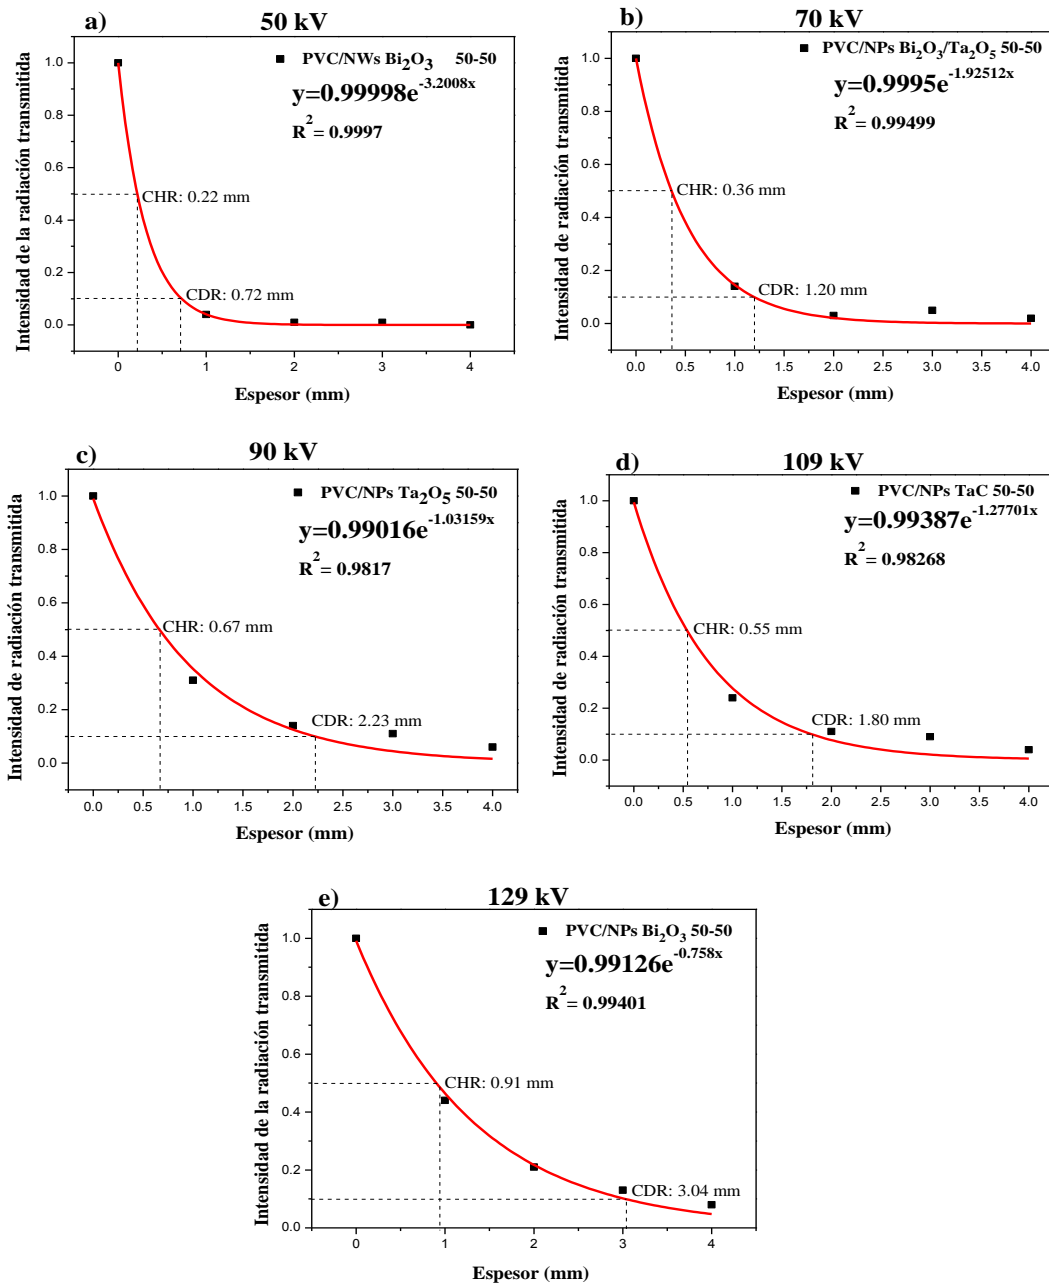 a)
50 kV
PVC/NWs Bi₂O₃ 50-50
y=0.99998e^-3.2008x
R² = 0.9997
CHR: 0.22 mm
CDR: 0.72 mm
Intensidad de la radiación transmitida
1.0
0.8
0.6
0.4
0.2
0.0
0 1 2 3 4
Espesor (mm)
b)
70 kV
PVC/NPs Bi₂O₃/Ta₂O₅ 50-50
y=0.9995e^-1.92512x
R² = 0.99499
CHR: 0.36 mm
CDR: 1.20 mm
Intensidad de radiación transmitida
1.0
0.8
0.6
0.4
0.2
0.0
0.0 0.5 1.0 1.5 2.0 2.5 3.0 3.5 4.0
Espesor (mm)
c)
90 kV
PVC/NPs Ta₂O₅ 50-50
y=0.99016e^-1.03159x
R² = 0.9817
CHR: 0.67 mm
CDR: 2.23 mm
Intensidad de radiación transmitida
1.0
0.8
0.6
0.4
0.2
0.0
0.0 0.5 1.0 1.5 2.0 2.5 3.0 3.5 4.0
Espesor (mm)
d)
109 kV
PVC/NPs TaC 50-50
y=0.99387e^-1.27701x
R² = 0.98268
CHR: 0.55 mm
CDR: 1.80 mm
Intensidad de radiación transmitida
1.0
0.8
0.6
0.4
0.2
0.0
0.0 0.5 1.0 1.5 2.0 2.5 3.0 3.5 4.0
Espesor (mm)
e)
129 kV
PVC/NPs Bi₂O₃ 50-50
y=0.99126e^-0.758x
R² = 0.99401
CHR: 0.91 mm
CDR: 3.04 mm
Intensidad de la radiación transmitida
1.0
0.8
0.6
0.4
0.2
0.0
0 1 2 3 4
Espesor (mm)